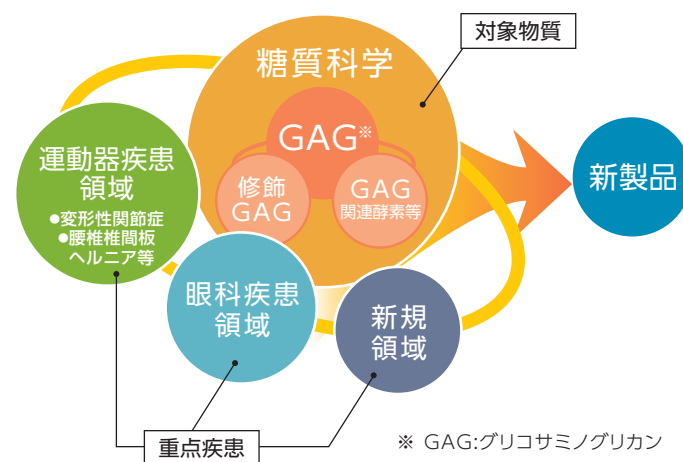 対象物質
糖質科学
GAG※
修飾
GAG
GAG
関連酵素等
運動器疾患
領域
●変形性関節症
●腰椎椎間板
ヘルニア等
眼科疾患
領域
新規
領域
新製品
重点疾患
※ GAG:グリコサミノグリカン